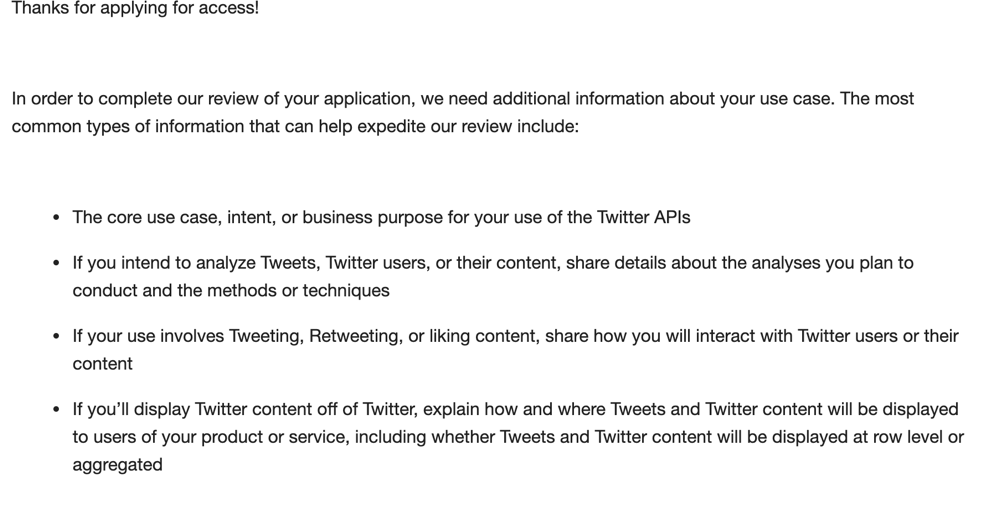 Thanks for applying for access!
In order to complete our review of your application, we need additional information about your use case. The most
common types of information that can help expedite our review include:
• The core use case, intent, or business purpose for your use of the Twitter APIs
• If you intend to analyze Tweets, Twitter users, or their content, share details about the analyses you plan to
conduct and the methods or techniques
• If your use involves Tweeting, Retweeting, or liking content, share how you will interact with Twitter users or their
content
• If you’ll display Twitter content off of Twitter, explain how and where Tweets and Twitter content will be displayed
to users of your product or service, including whether Tweets and Twitter content will be displayed at row level or
aggregated